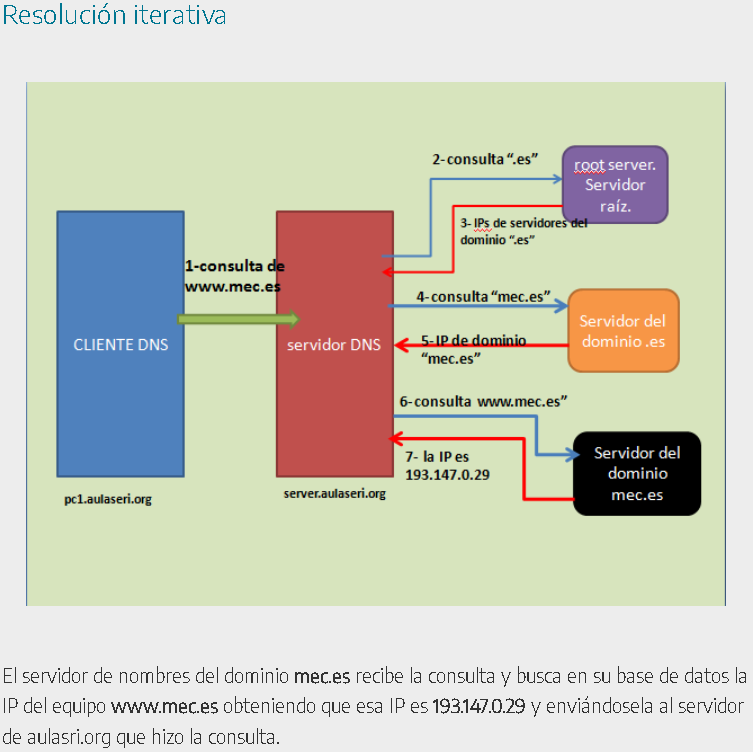 Resolución iterativa
2-consulta “.es”
root server.
Servidor
raíz.
3- IPs de servidores del
dominio “.es”
1-consulta de
www.mec.es
4-consulta “mec.es”
Servidor del
dominio .es
CLIENTE DNS
servidor DNS
5-IP de dominio
“mec.es”
6-consulta www.mec.es”
7- la IP es
193.147.0.29
Servidor del
dominio
mec.es
pc1.aulaseri.org
server.aulaseri.org
El servidor de nombres del dominio mec.es recibe la consulta y busca en su base de datos la
IP del equipo www.mec.es obteniendo que esa IP es 193.147.0.29 y enviándosela al servidor
de aulasri.org que hizo la consulta.